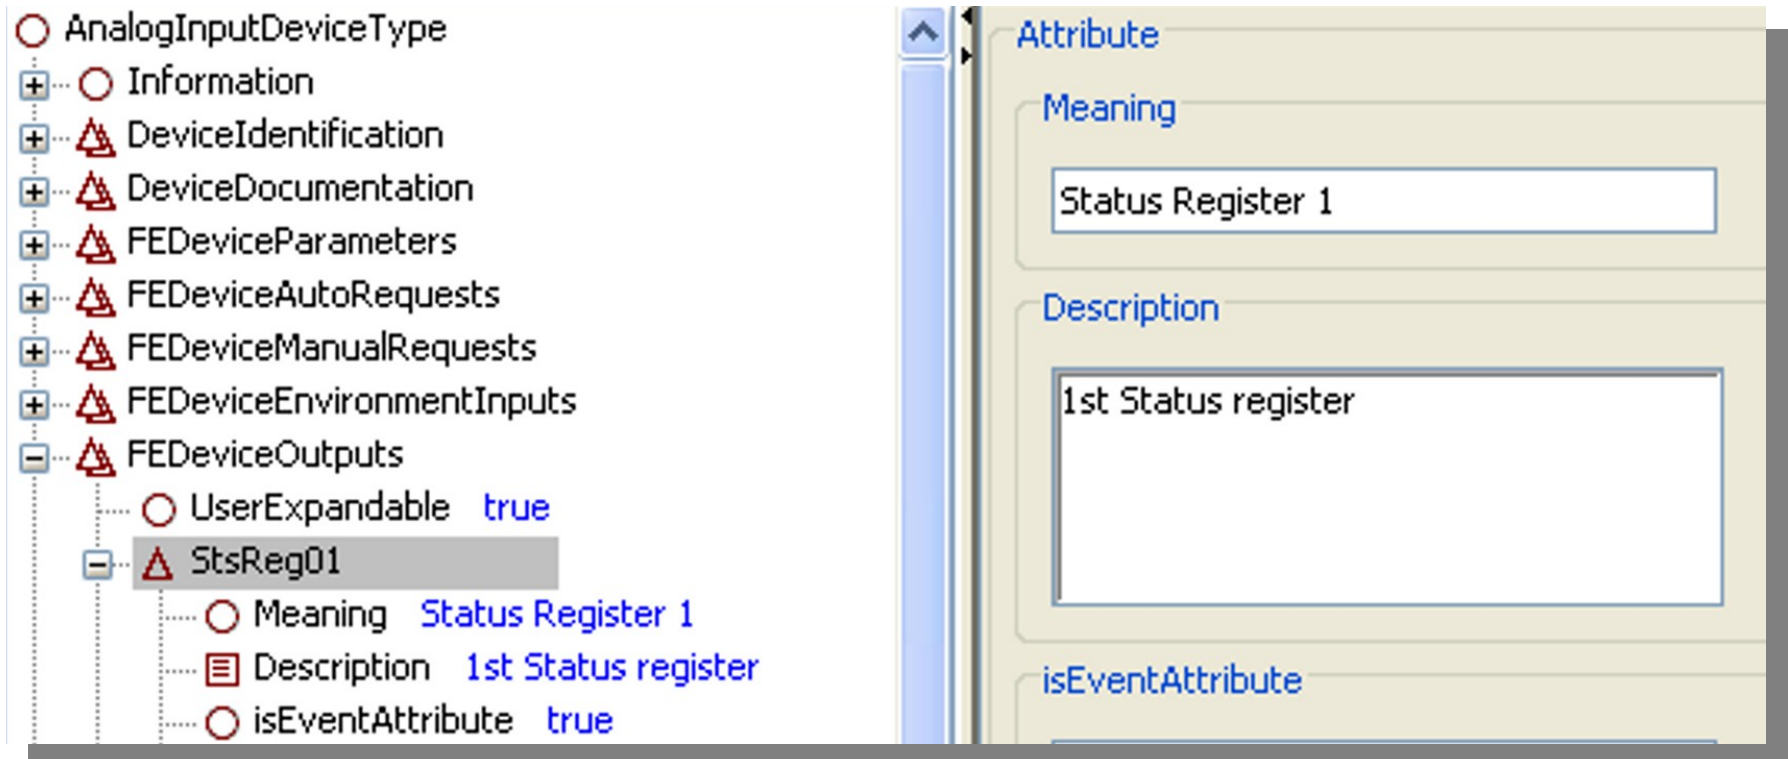 AnalogInputDeviceType
Information
DeviceIdentification
DeviceDocumentation
FEDeviceParameters
FEDeviceAutoRequests
FEDeviceManualRequests
FEDeviceEnvironmentInputs
FEDeviceOutputs
UserExpandable true
StsReg01
Meaning Status Register 1
Description 1st Status register
isEventAttribute true
Attribute
Meaning
Status Register 1
Description
1st Status register
isEventAttribute